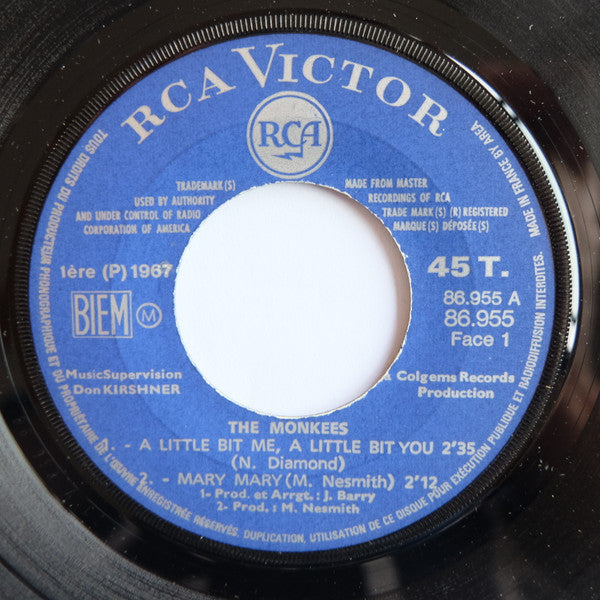 RCA VICTOR
RCA
TRADEMARK(S)
USED BY AUTHORITY
AND UNDER CONTROL OF RADIO
CORPORATION OF AMERICA
MADE FROM MASTER
RECORDINGS OF RCA
TRADE MARK(S) (R) REGISTERED
MARQUE(S) DÉPOSÉE(S)
1ère (P) 1967
45 T.
BIEM M
86.955 A
86.955
Face 1
MusicSupervision
Don KIRSHNER
Colgems Records
Production
THE MONKEES
1. - A LITTLE BIT ME, A LITTLE BIT YOU 2'35
(N. Diamond)
2. - MARY MARY (M. Nesmith) 2'12
1- Prod. et Arrgt.: J. Barry
2- Prod.: M. Nesmith
TOUS DROITS DU PRODUCTEUR PHONOGRAPHIQUE ET DU PROPRIÉTAIRE DE L'ŒUVRE ENREGISTRÉE RÉSERVÉS. DUPLICATION, UTILISATION DE CE DISQUE POUR EXÉCUTION PUBLIQUE ET RADIODIFFUSION INTERDITES.
MADE IN FRANCE BY AREA